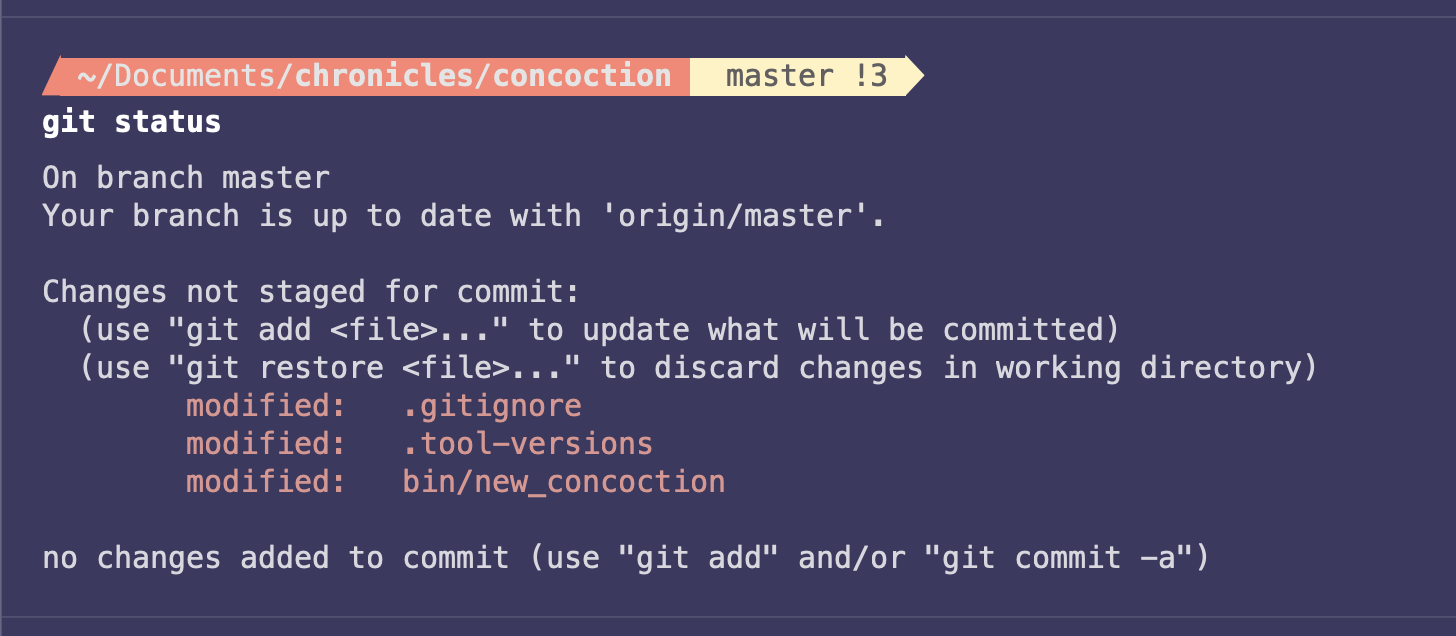 ~/Documents/chronicles/concoction master !3
git status
On branch master
Your branch is up to date with 'origin/master'.
Changes not staged for commit:
(use "git add <file>..." to update what will be committed)
(use "git restore <file>..." to discard changes in working directory)
modified: .gitignore
modified: .tool-versions
modified: bin/new_concoction
no changes added to commit (use "git add" and/or "git commit -a")